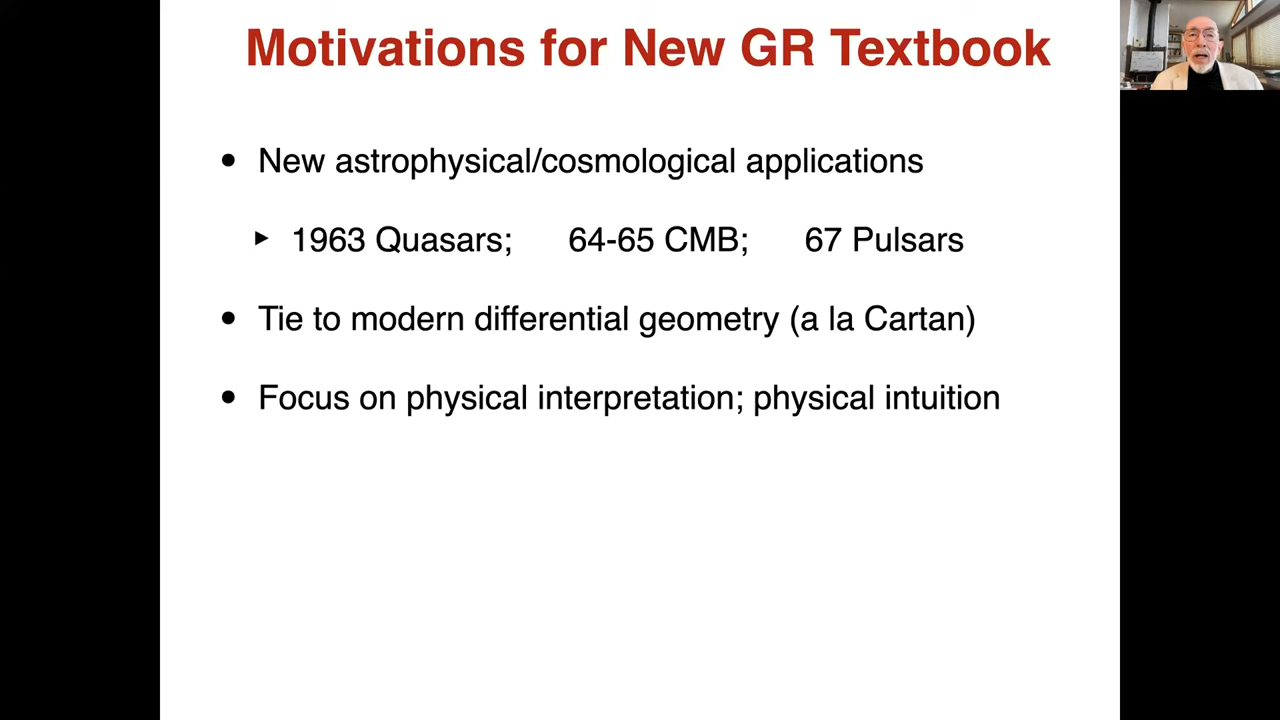 Motivations for New GR Textbook
• New astrophysical/cosmological applications
‣ 1963 Quasars; 64-65 CMB; 67 Pulsars
• Tie to modern differential geometry (a la Cartan)
• Focus on physical interpretation; physical intuition